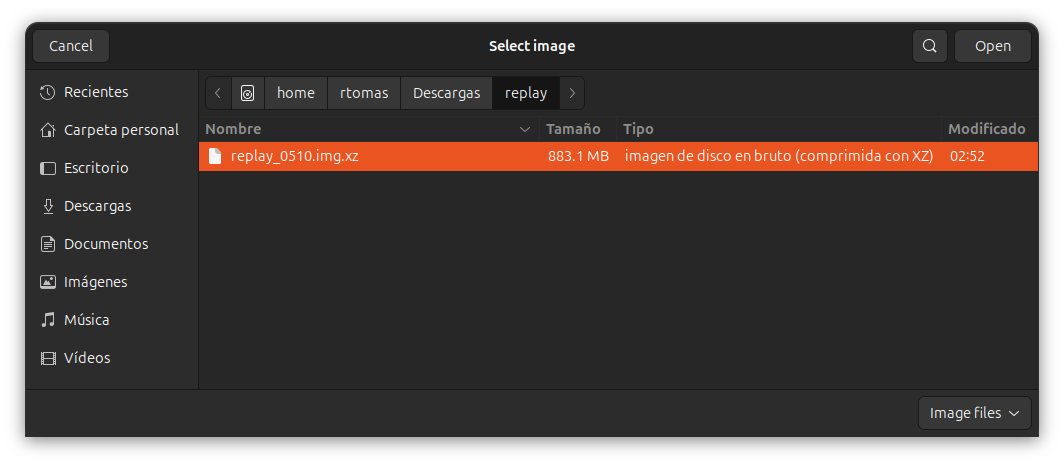 Cancel Select image Open
Recientes
Carpeta personal
Escritorio
Descargas
Documentos
Imágenes
Música
Vídeos
home rtomas Descargas replay
Nombre Tamaño Tipo Modificado
replay_0510.img.xz 883.1 MB imagen de disco en bruto (comprimida con XZ) 02:52
Image files